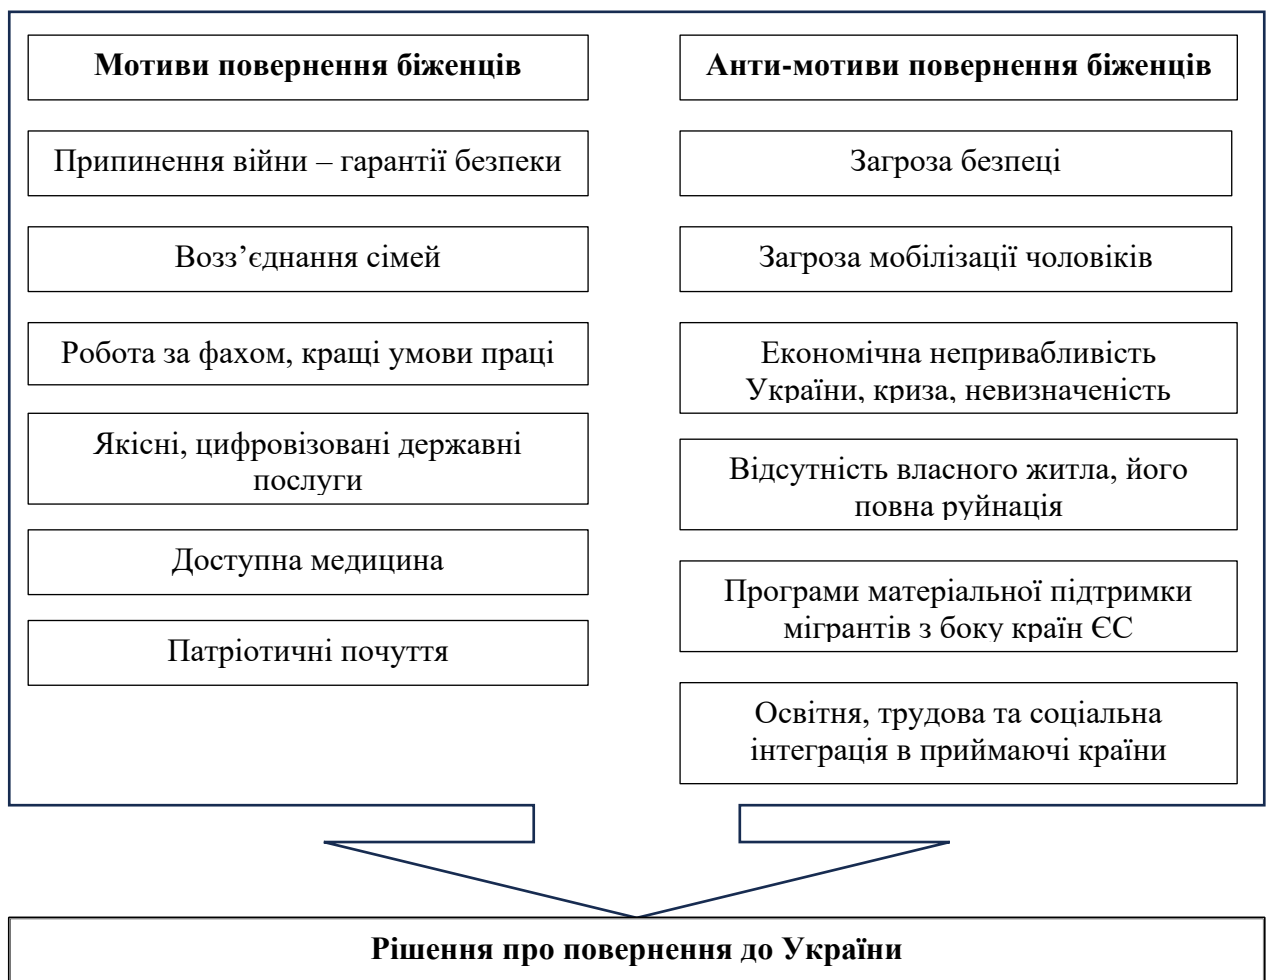 Мотиви повернення біженців
Припинення війни – гарантії безпеки
Возз’єднання сімей
Робота за фахом, кращі умови праці
Якісні, цифровізовані державні
послуги
Доступна медицина
Патріотичні почуття
Анти-мотиви повернення біженців
Загроза безпеці
Загроза мобілізації чоловіків
Економічна непривабливість
України, криза, невизначеність
Відсутність власного житла, його
повна руйнація
Програми матеріальної підтримки
мігрантів з боку країн ЄС
Освітня, трудова та соціальна
інтеграція в приймаючі країни
Рішення про повернення до України